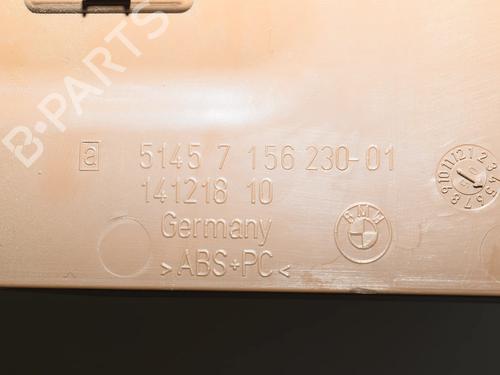 B-PARTS
a 5145 7 156 230-01
141218 10
Germany
BMW
>ABS+PC<